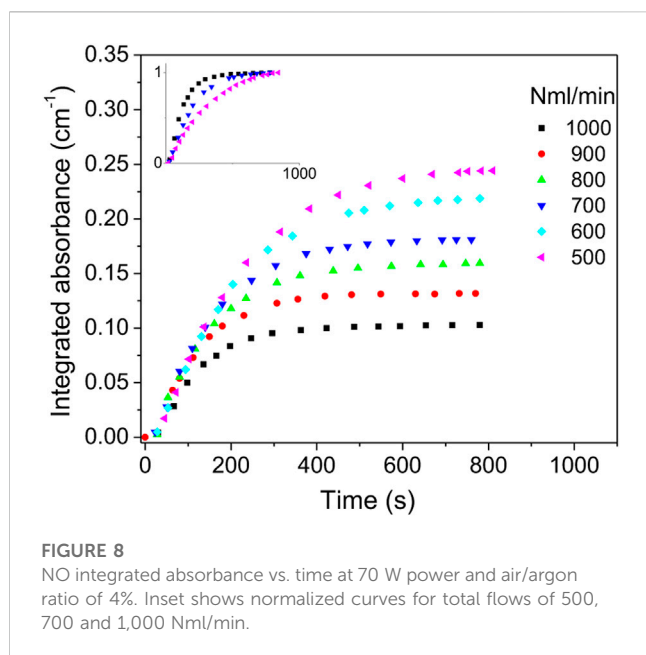 0.35
0.30
0.25
0.20
0.15
0.10
0.05
0.00
Integrated absorbance (cm⁻¹)
1
0
1000
Nml/min
1000
900
800
700
600
500
0 200 400 600 800 1000
Time (s)
FIGURE 8
NO integrated absorbance vs. time at 70 W power and air/argon
ratio of 4%. Inset shows normalized curves for total flows of 500,
700 and 1,000 Nml/min.